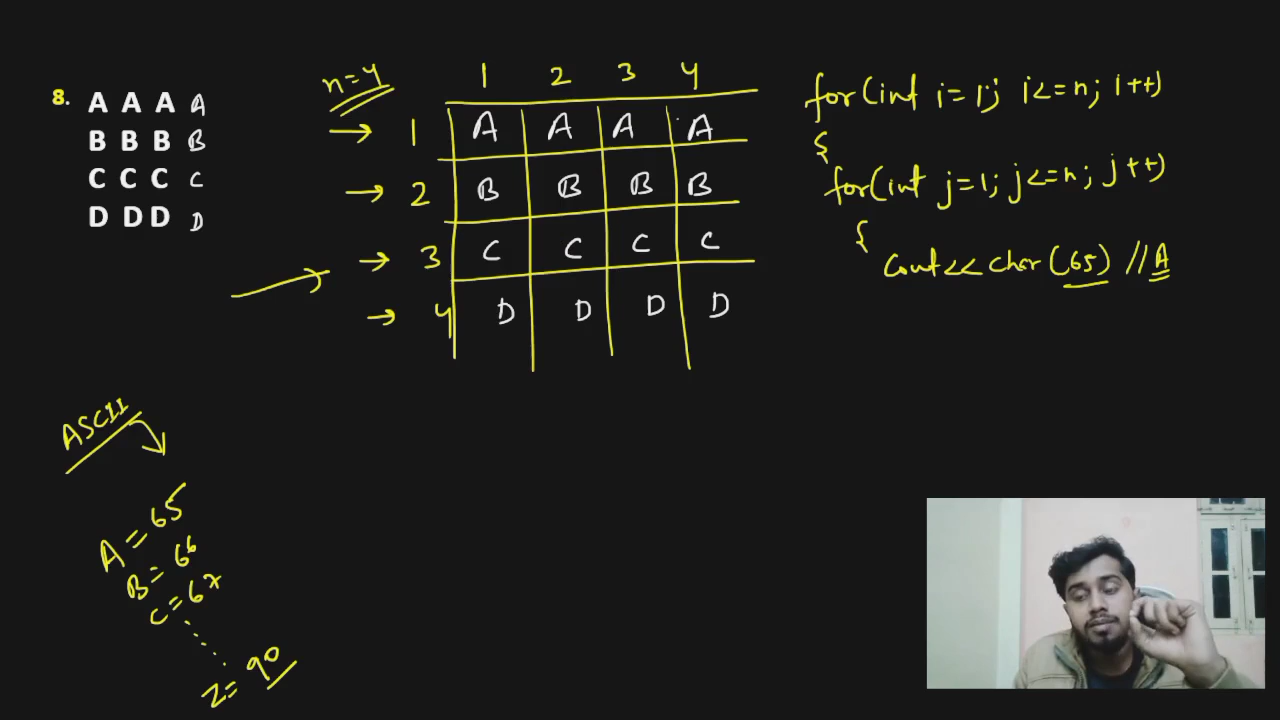 8.
A A A A
B B B B
C C C C
D D D D
n=4
1 2 3 4
1 A A A A
2 B B B B
3 C C C C
4 D D D D
for(int i=1; i<=n; i++)
{
for(int j=1; j<=n; j++)
{
cout<<char(65) //A
ASCII
A=65
B=66
C=67
Z=90